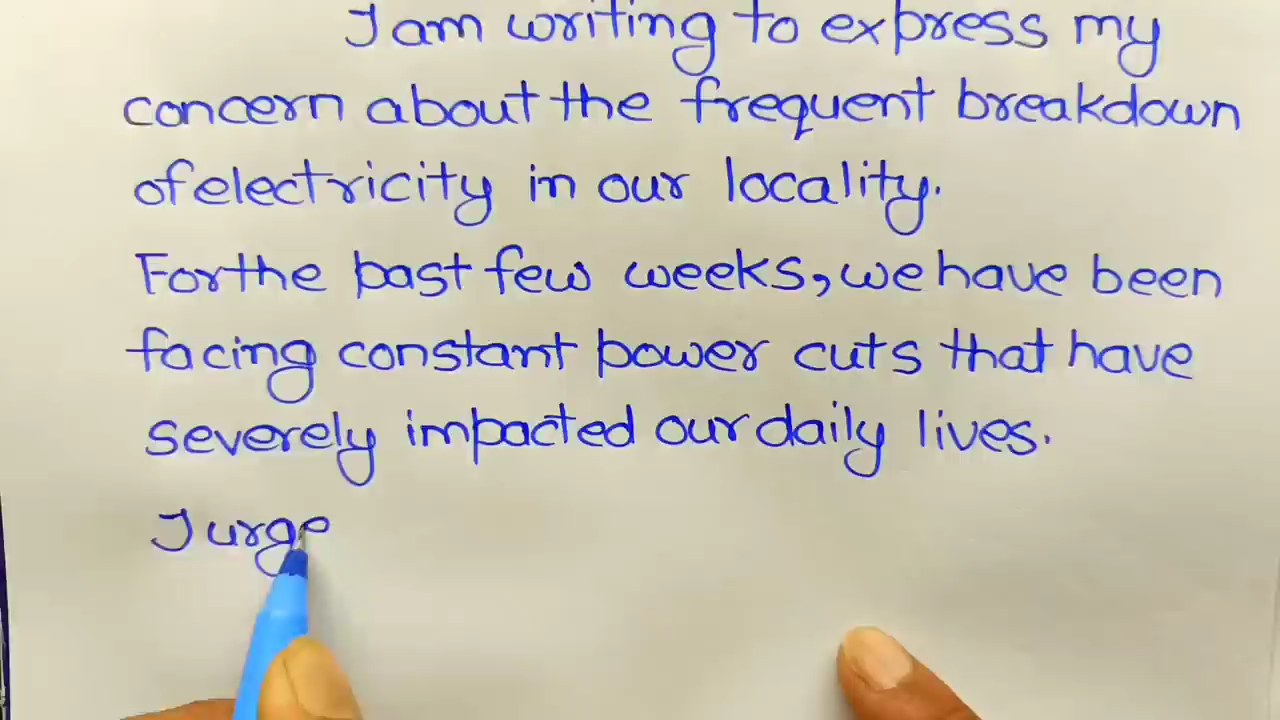 I am writing to express my
concern about the frequent breakdown
of electricity in our locality.
For the past few weeks, we have been
facing constant power cuts that have
severely impacted our daily lives.
I urge